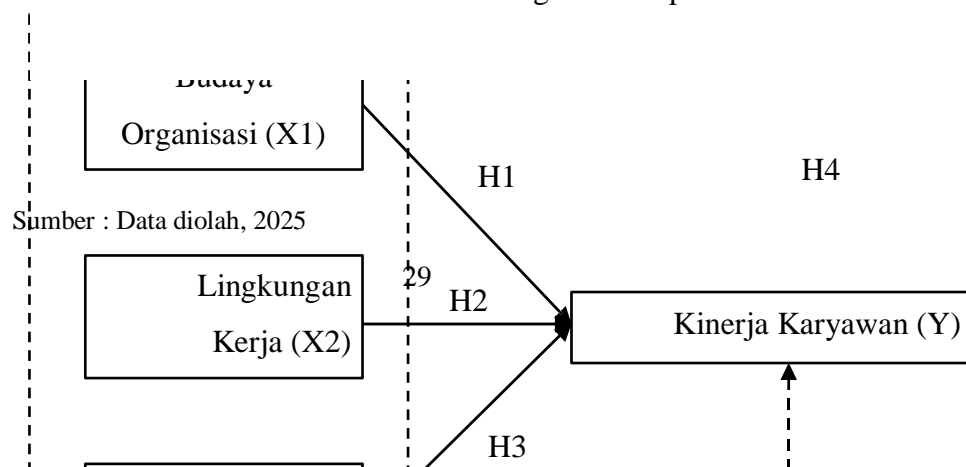 Budaya
Organisasi (X1)
H1
H4
Sumber : Data diolah, 2025
Lingkungan
Kerja (X2)
29
H2
Kinerja Karyawan (Y)
H3